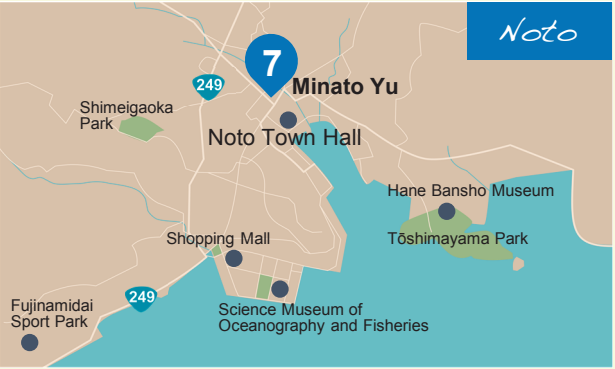 Noto
249
7
Minato Yu
Shimeigaoka
Park
Noto Town Hall
Hane Bansho Museum
Tōshimayama Park
Shopping Mall
249
Science Museum of
Oceanography and Fisheries
Fujinamidai
Sport Park